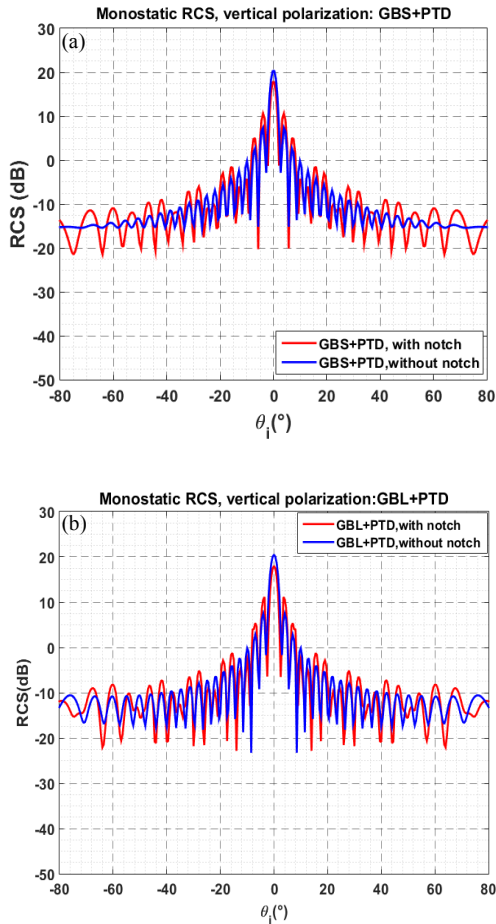 Monostatic RCS, vertical polarization: GBS+PTD
(a)
RCS (dB)
30
20
10
0
-10
-20
-30
-40
-50
GBS+PTD, with notch
GBS+PTD,without notch
-80 -60 -40 -20 0 20 40 60 80
θi(°)
Monostatic RCS, vertical polarization:GBL+PTD
(b)
GBL+PTD,with notch
GBL+PTD,without notch
RCS(dB)
30
20
10
0
-10
-20
-30
-40
-50
-80 -60 -40 -20 0 20 40 60 80
θi(°)